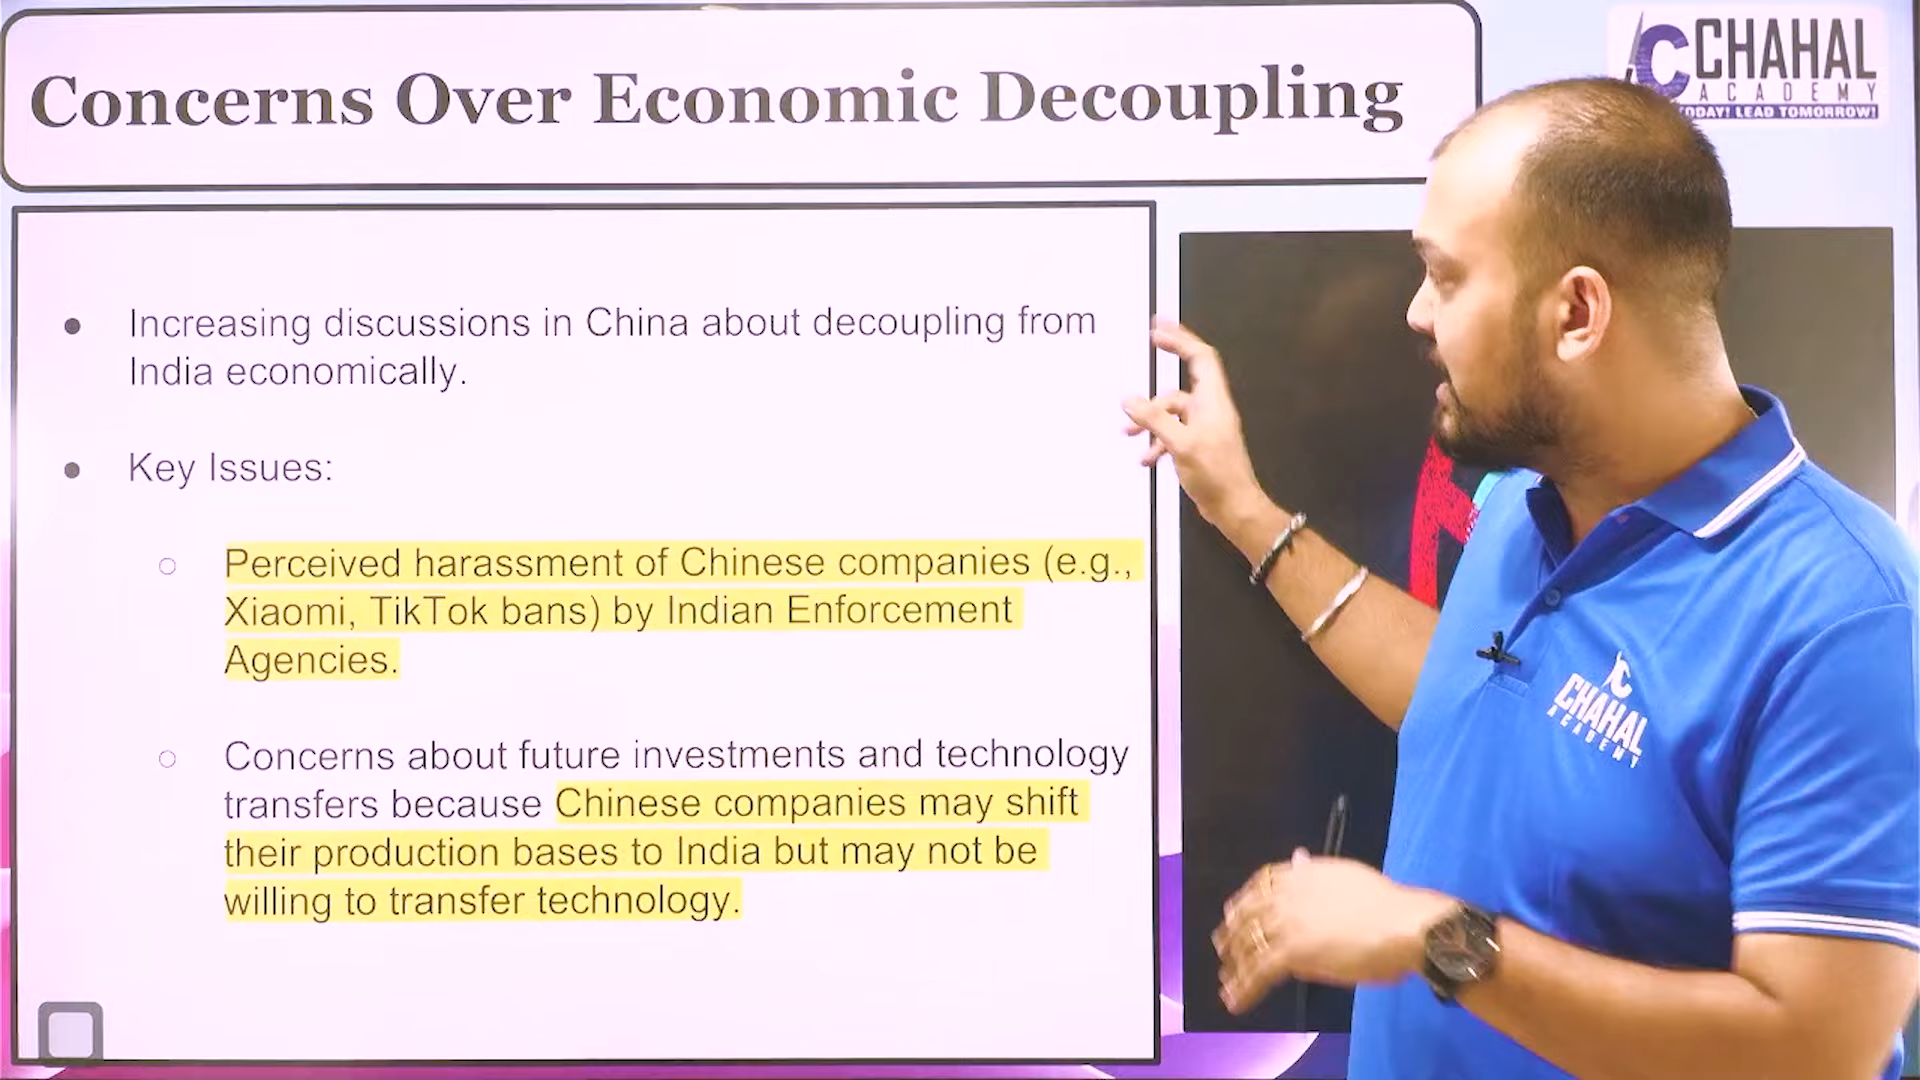 Concerns Over Economic Decoupling
CHAHAL
ACADEMY
TODAY! LEAD TOMORROW!
● Increasing discussions in China about decoupling from
India economically.
● Key Issues:
○ Perceived harassment of Chinese companies (e.g.,
Xiaomi, TikTok bans) by Indian Enforcement
Agencies.
○ Concerns about future investments and technology
transfers because Chinese companies may shift
their production bases to India but may not be
willing to transfer technology.
CHAHAL
ACADEMY